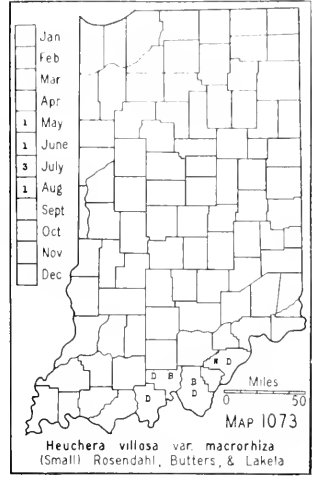 Jan
Feb
Mar
Apr
1 May
1 June
3 July
1 Aug
Sept
Oct
Nov
Dec
N D
D B
B
D
D
Miles
0 50
MAP 1073
Heuchera villosa var. macrorhiza
(Small) Rosendahl, Butters, & Lakela